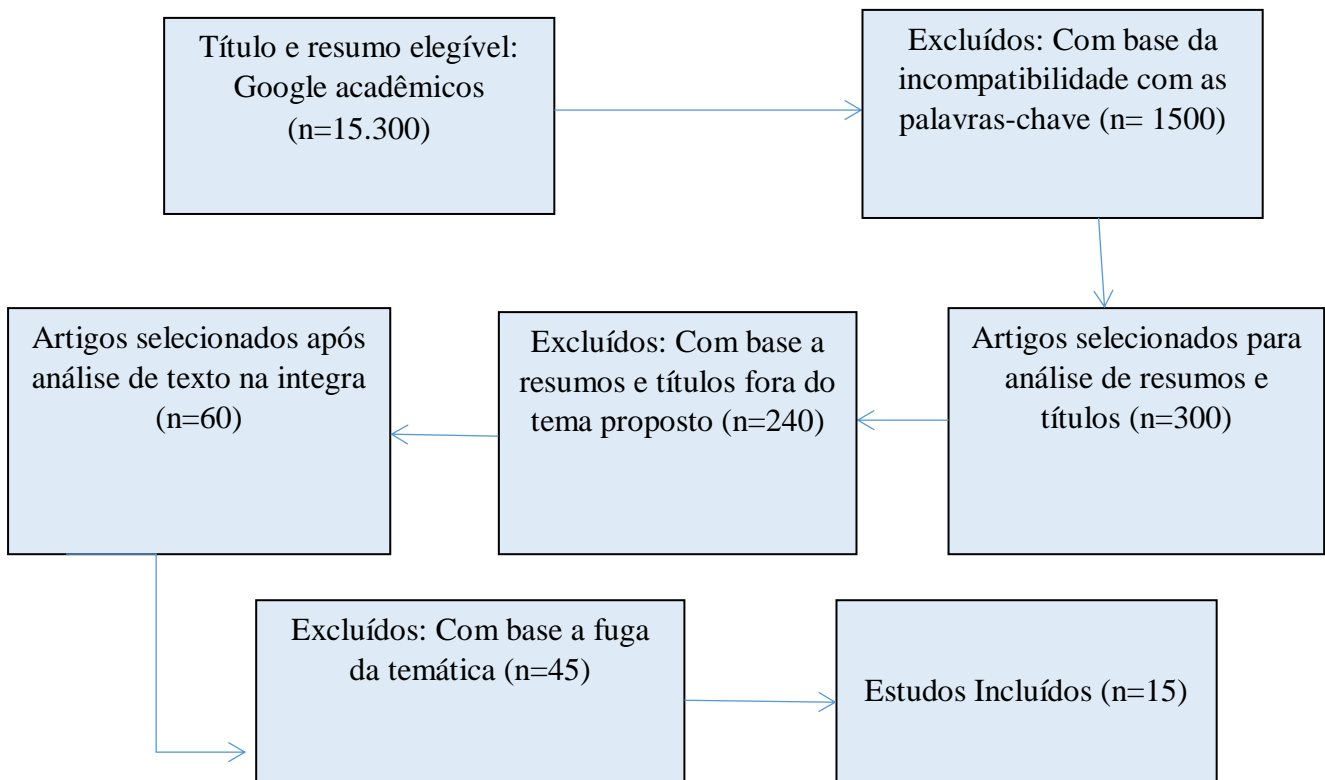 Título e resumo elegível:
Google acadêmicos
(n=15.300)
Excluídos: Com base da
incompatibilidade com as
palavras-chave (n= 1500)
Artigos selecionados para
análise de resumos e
títulos (n=300)
Excluídos: Com base a
resumos e títulos fora do
tema proposto (n=240)
Artigos selecionados após
análise de texto na integra
(n=60)
Excluídos: Com base a fuga
da temática (n=45)
Estudos Incluídos (n=15)